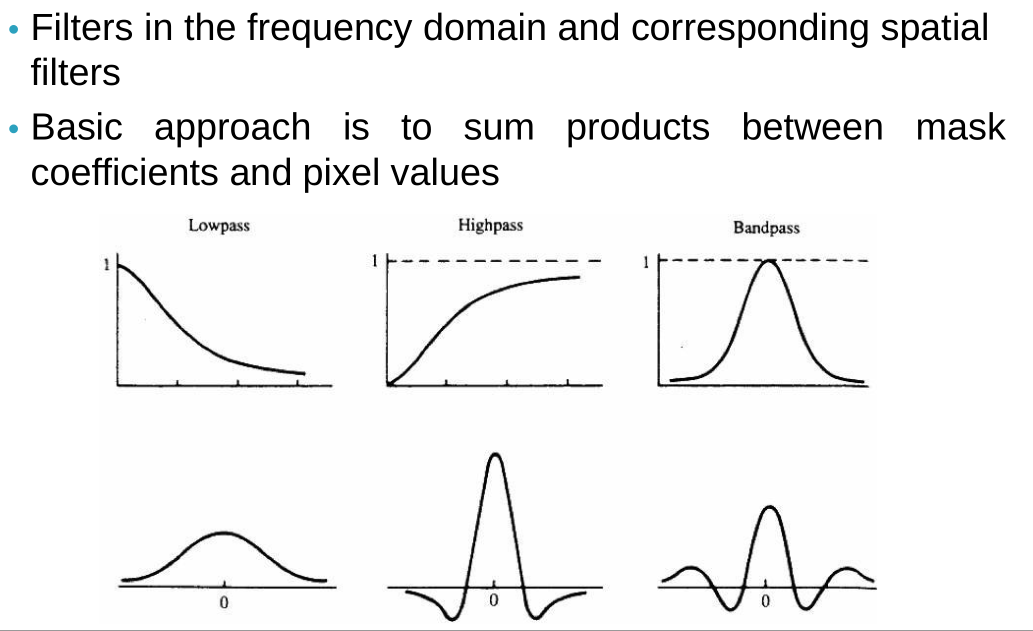 • Filters in the frequency domain and corresponding spatial
filters
• Basic approach is to sum products between mask
coefficients and pixel values
Lowpass Highpass Bandpass
1 1 1
0 0 0